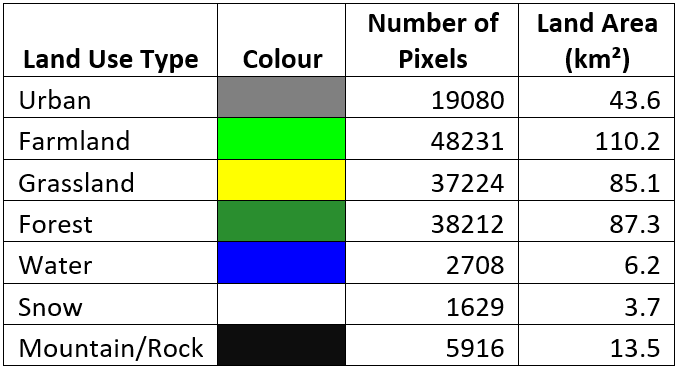 Land Use Type Colour Number of Pixels Land Area (km²)
Urban 19080 43.6
Farmland 48231 110.2
Grassland 37224 85.1
Forest 38212 87.3
Water 2708 6.2
Snow 1629 3.7
Mountain/Rock 5916 13.5